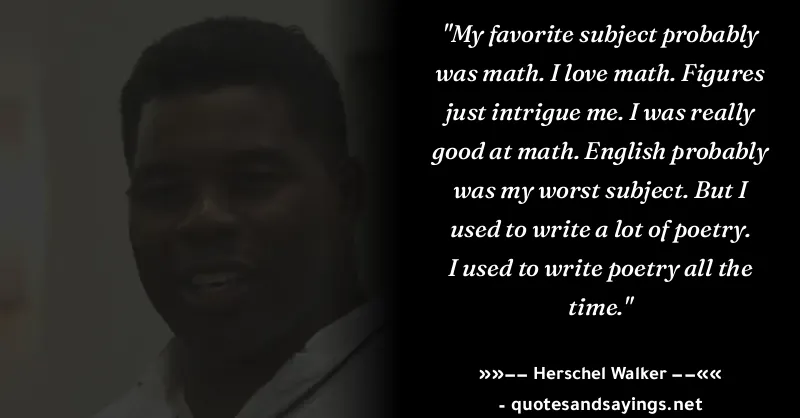 "My favorite subject probably
was math. I love math. Figures
just intrigue me. I was really
good at math. English probably
was my worst subject. But I
used to write a lot of poetry.
I used to write poetry all the
time."
»»—— Herschel Walker ——««
- quotesandsayings.net